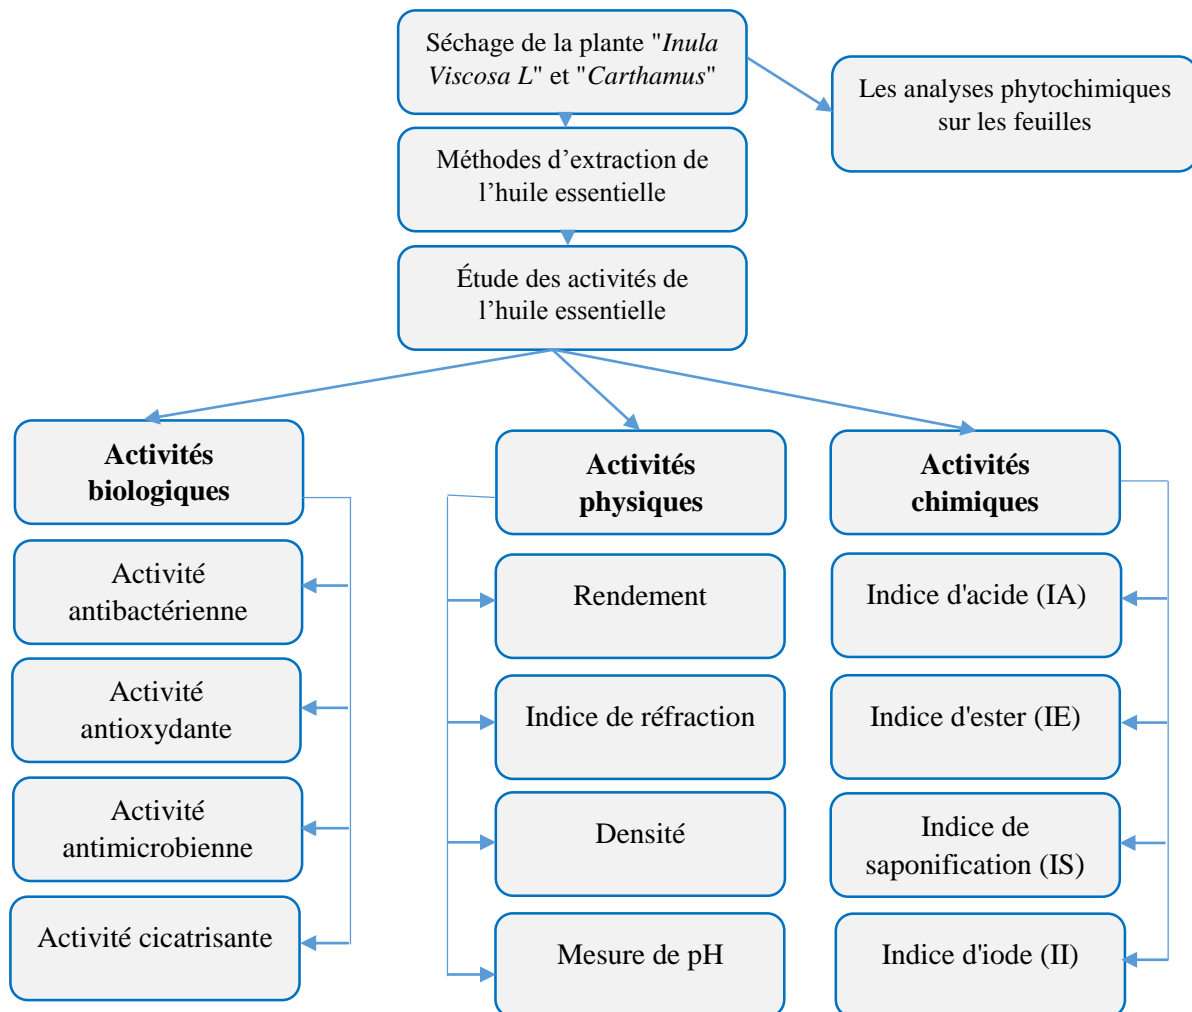 Séchage de la plante "Inula
Viscosa L" et "Carthamus"
Les analyses phytochimiques
sur les feuilles
Méthodes d’extraction de
l’huile essentielle
Étude des activités de
l’huile essentielle
Activités
biologiques
Activité
antibactérienne
Activité
antioxydante
Activité
antimicrobienne
Activité cicatrisante
Activités
physiques
Rendement
Indice de réfraction
Densité
Mesure de pH
Activités
chimiques
Indice d'acide (IA)
Indice d'ester (IE)
Indice de
saponification (IS)
Indice d'iode (II)